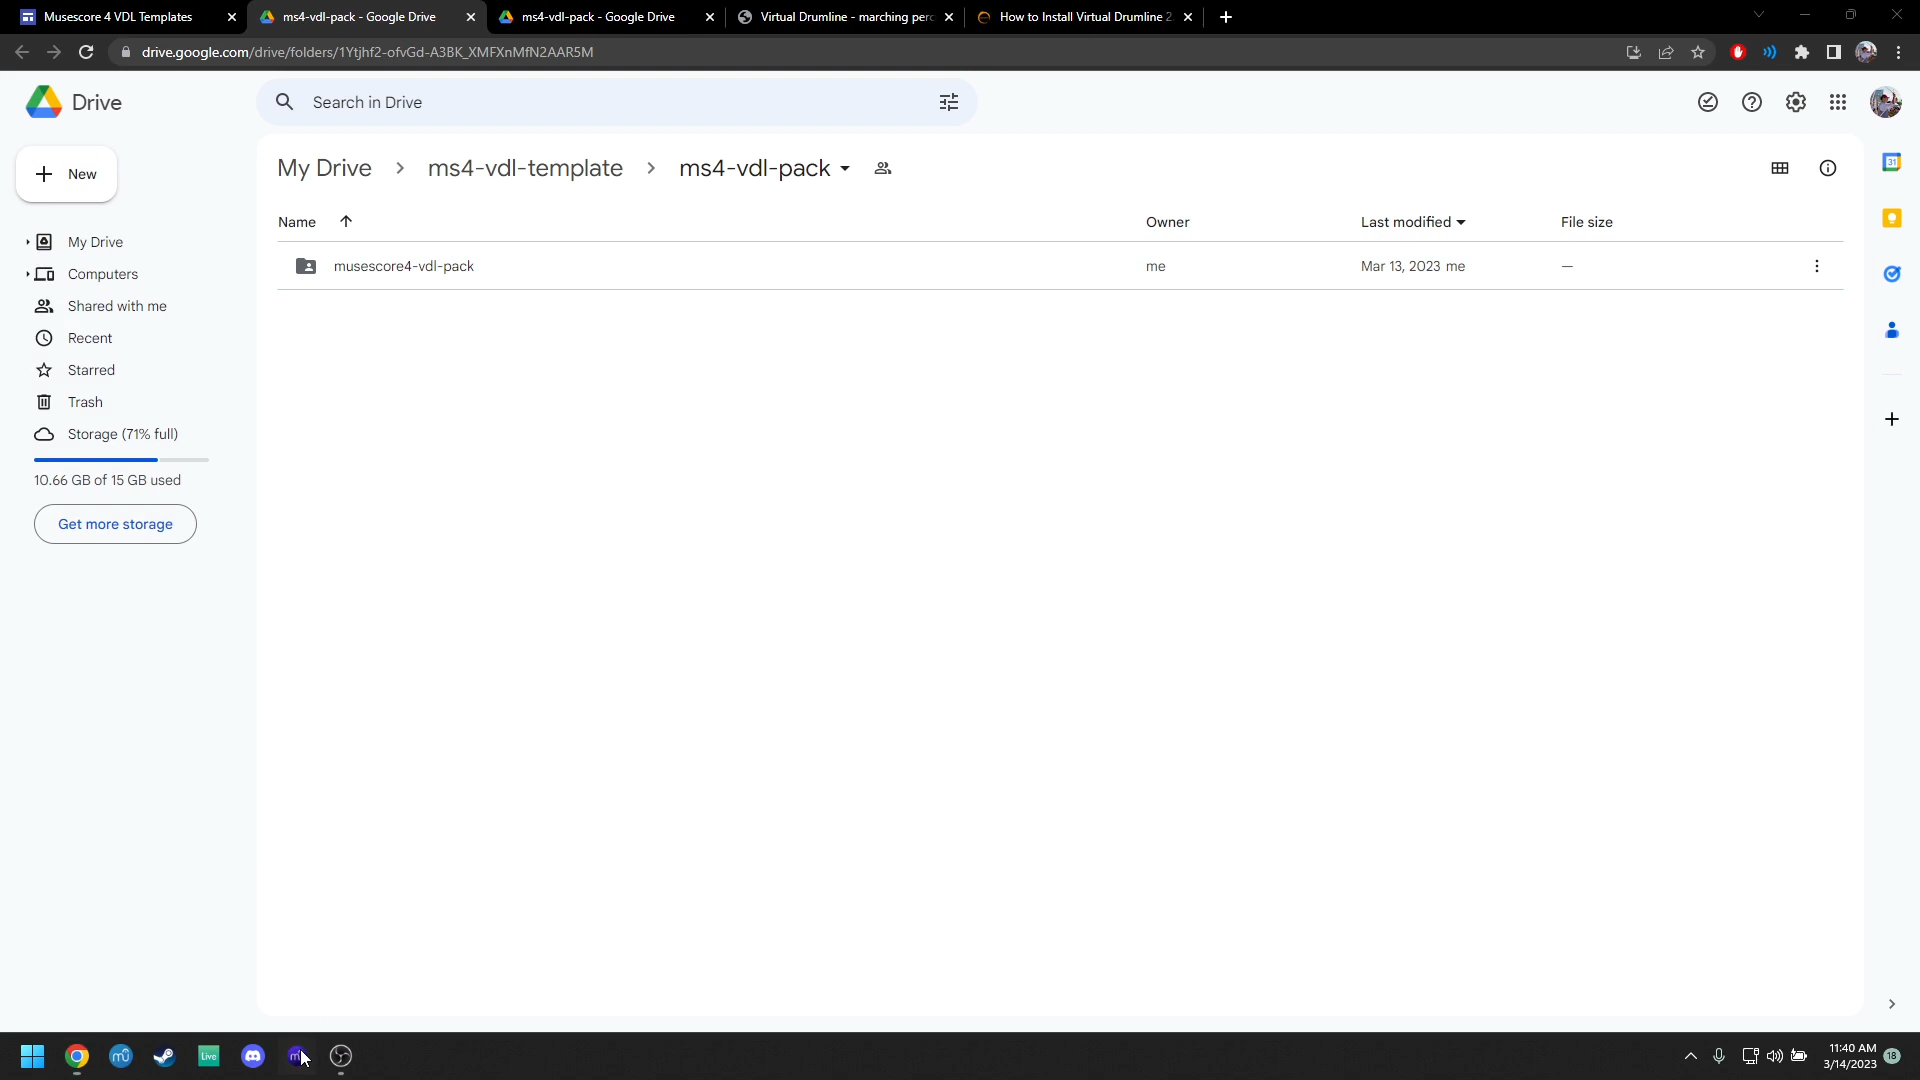 Musescore 4 VDL Templates
ms4-vdl-pack - Google Drive
ms4-vdl-pack - Google Drive
Virtual Drumline - marching perc
How to Install Virtual Drumline 2
drive.google.com/drive/folders/1Ytjhf2-ofvGd-A3BK_XMFXnMfN2AAR5M
Drive
Search in Drive
New
My Drive
ms4-vdl-template
ms4-vdl-pack
31
Name
Owner
Last modified
File size
musescore4-vdl-pack
me
Mar 13, 2023 me
—
My Drive
Computers
Shared with me
Recent
Starred
Trash
Storage (71% full)
10.66 GB of 15 GB used
Get more storage
Live
11:40 AM
3/14/2023
18